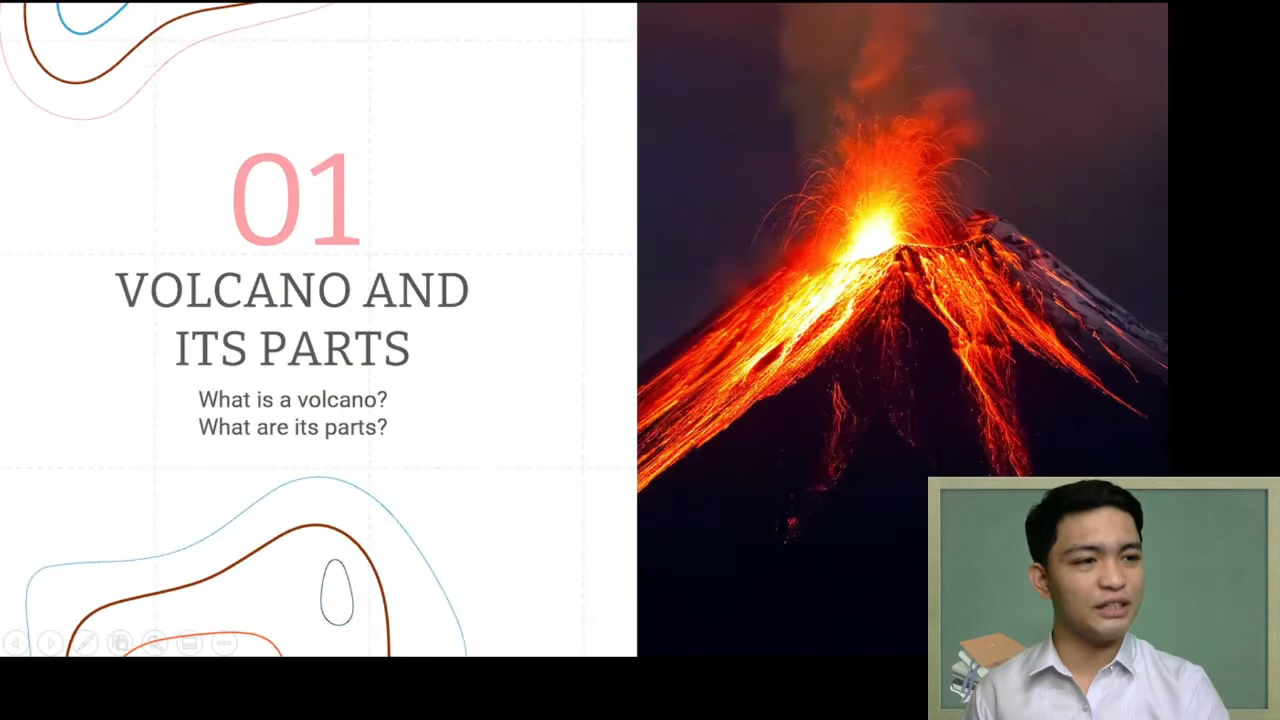 01
VOLCANO AND
ITS PARTS
What is a volcano?
What are its parts?